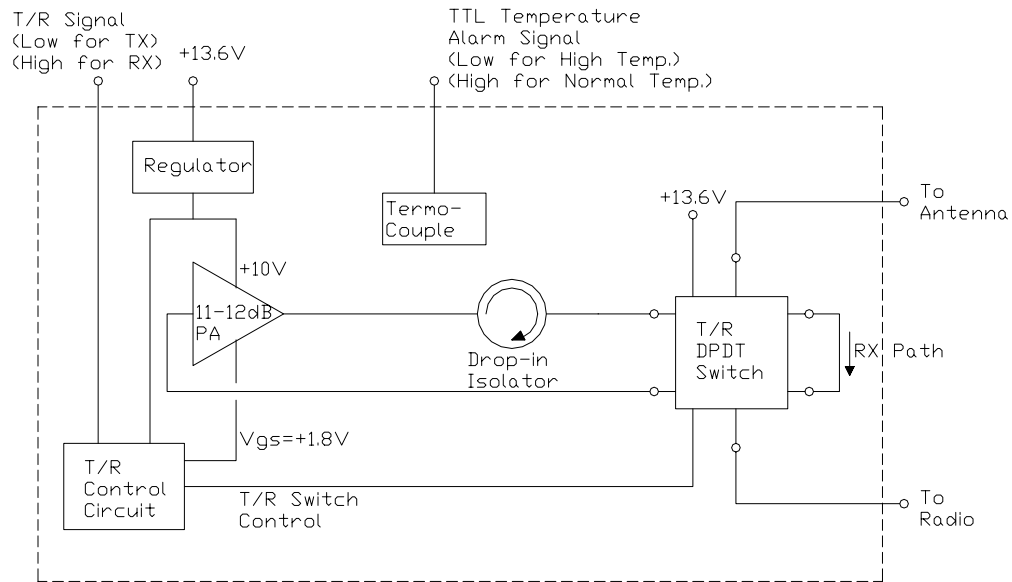 T/R Signal
(Low for TX)
(High for RX)
+13.6V
TTL Temperature
Alarm Signal
(Low for High Temp.)
(High for Normal Temp.)
Regulator
Termo-
Couple
+13.6V
To
Antenna
+10V
11-12dB
PA
Drop-in
Isolator
T/R
DPDT
Switch
RX Path
Vgs=+1.8V
T/R
Control
Circuit
T/R Switch
Control
To
Radio